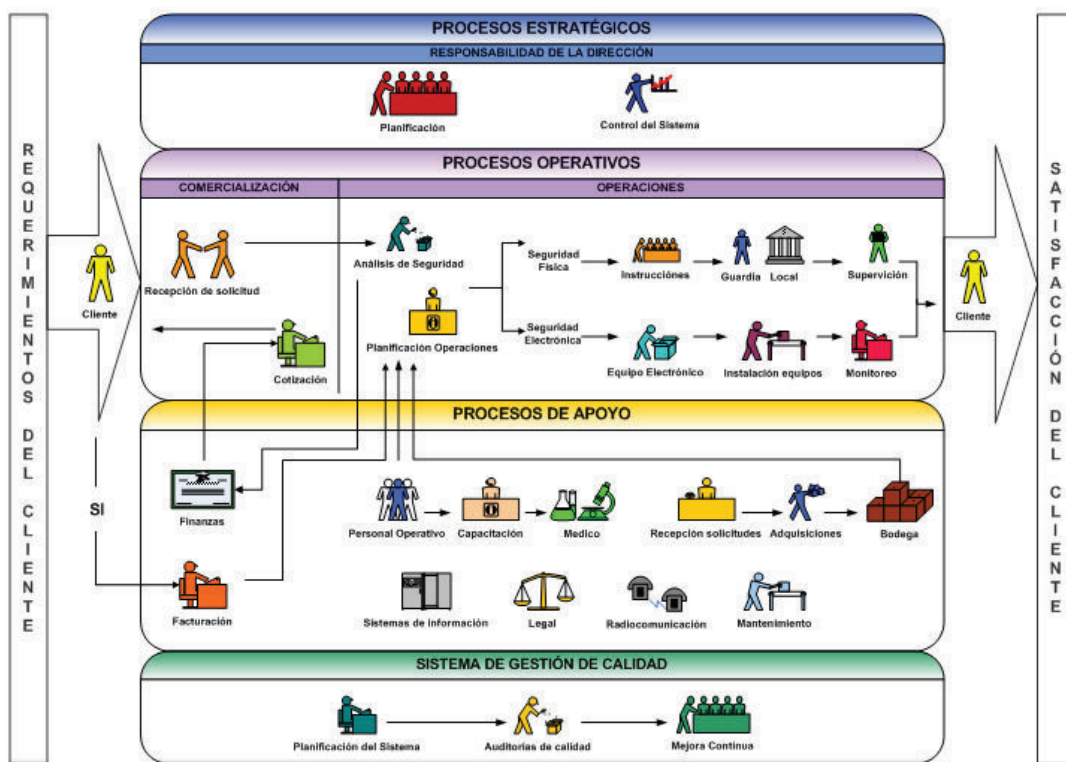 REQUERIMIENTOS DEL CLIENTE
Cliente
SI
PROCESOS ESTRATÉGICOS
RESPONSABILIDAD DE LA DIRECCIÓN
Planificación
Control del Sistema
PROCESOS OPERATIVOS
COMERCIALIZACIÓN
OPERACIONES
Recepción de solicitud
Análisis de Seguridad
Seguridad
Física
Instrucciónes
Guardia
Local
Supervición
Cotización
Planificación Operaciones
Seguridad
Electrónica
Equipo Electrónico
Instalación equipos
Monitoreo
PROCESOS DE APOYO
Finanzas
Personal Operativo
Capacitación
Medico
Recepción solicitudes
Adquisiciones
Bodega
Facturación
Sistemas de información
Legal
Radiocomunicación
Mantenimiento
SISTEMA DE GESTIÓN DE CALIDAD
Planificación del Sistema
Auditorías de calidad
Mejora Continua
Cliente
SATISFACCIÓN DEL CLIENTE